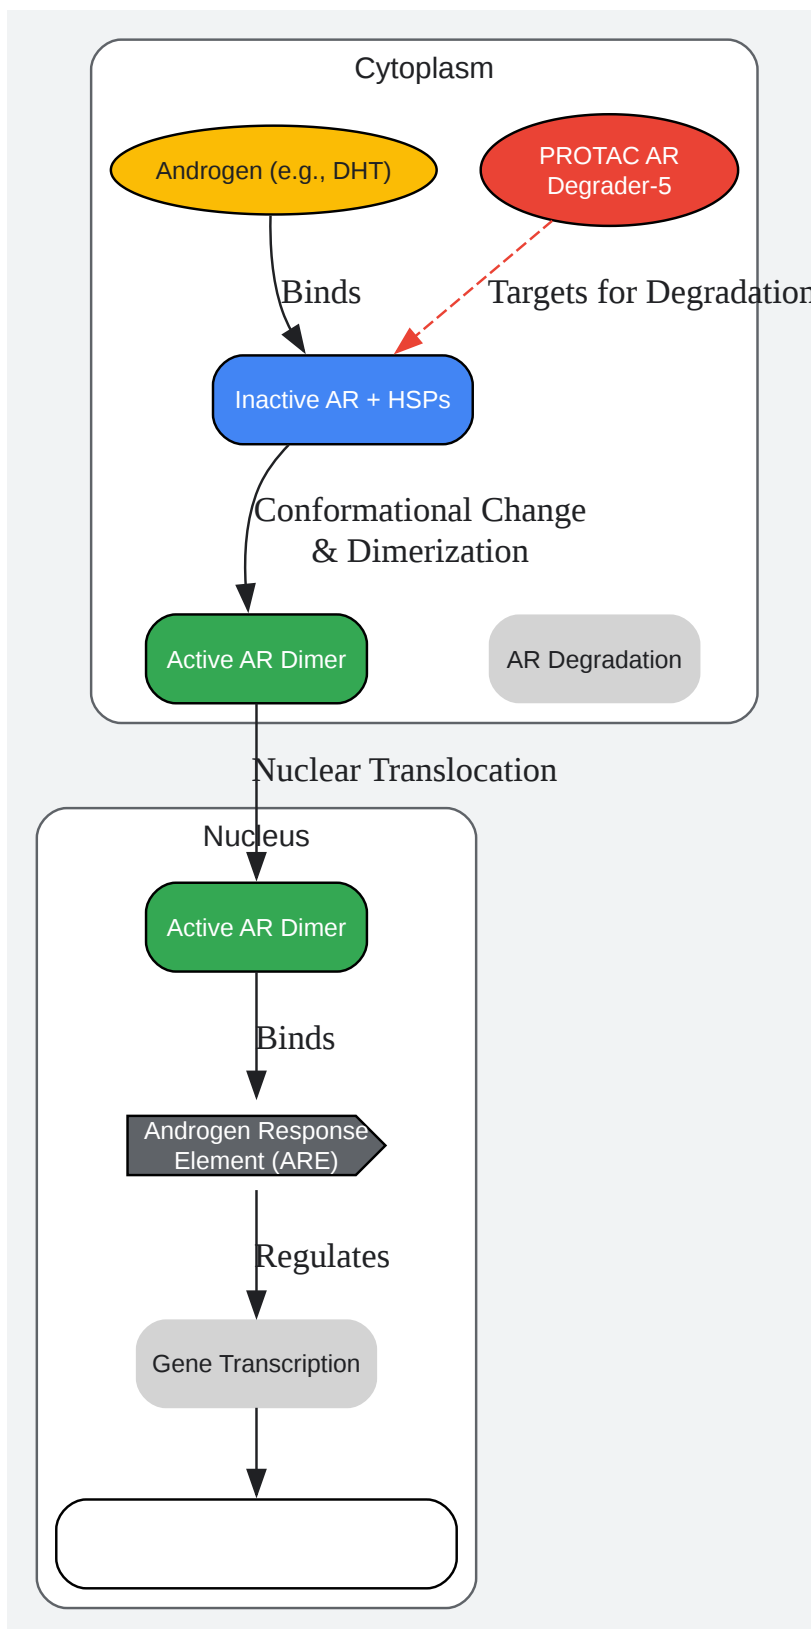 Cytoplasm
Androgen (e.g., DHT)
PROTAC AR
Degrader-5
Binds
Targets for Degradation
Inactive AR + HSPs
Conformational Change
& Dimerization
Active AR Dimer
AR Degradation
Nuclear Translocation
Nucleus
Active AR Dimer
Binds
Androgen Response
Element (ARE)
Regulates
Gene Transcription